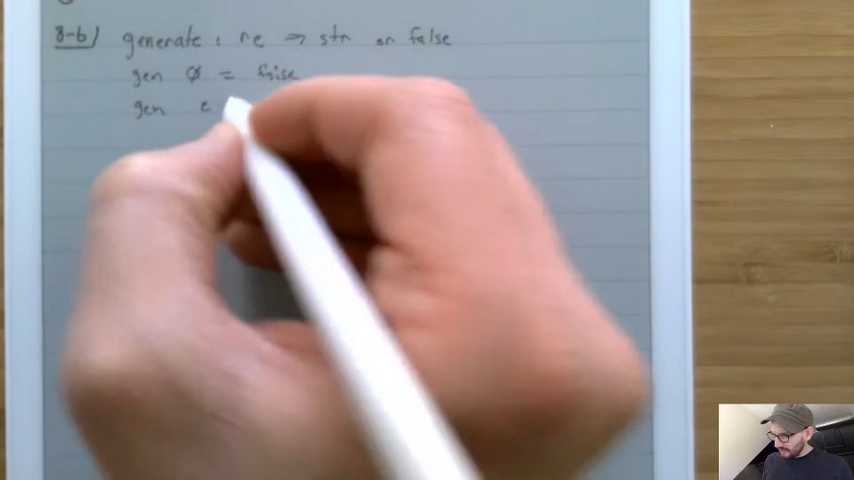 8-6/ generate : re → str or false
gen ∅ = false
gen e